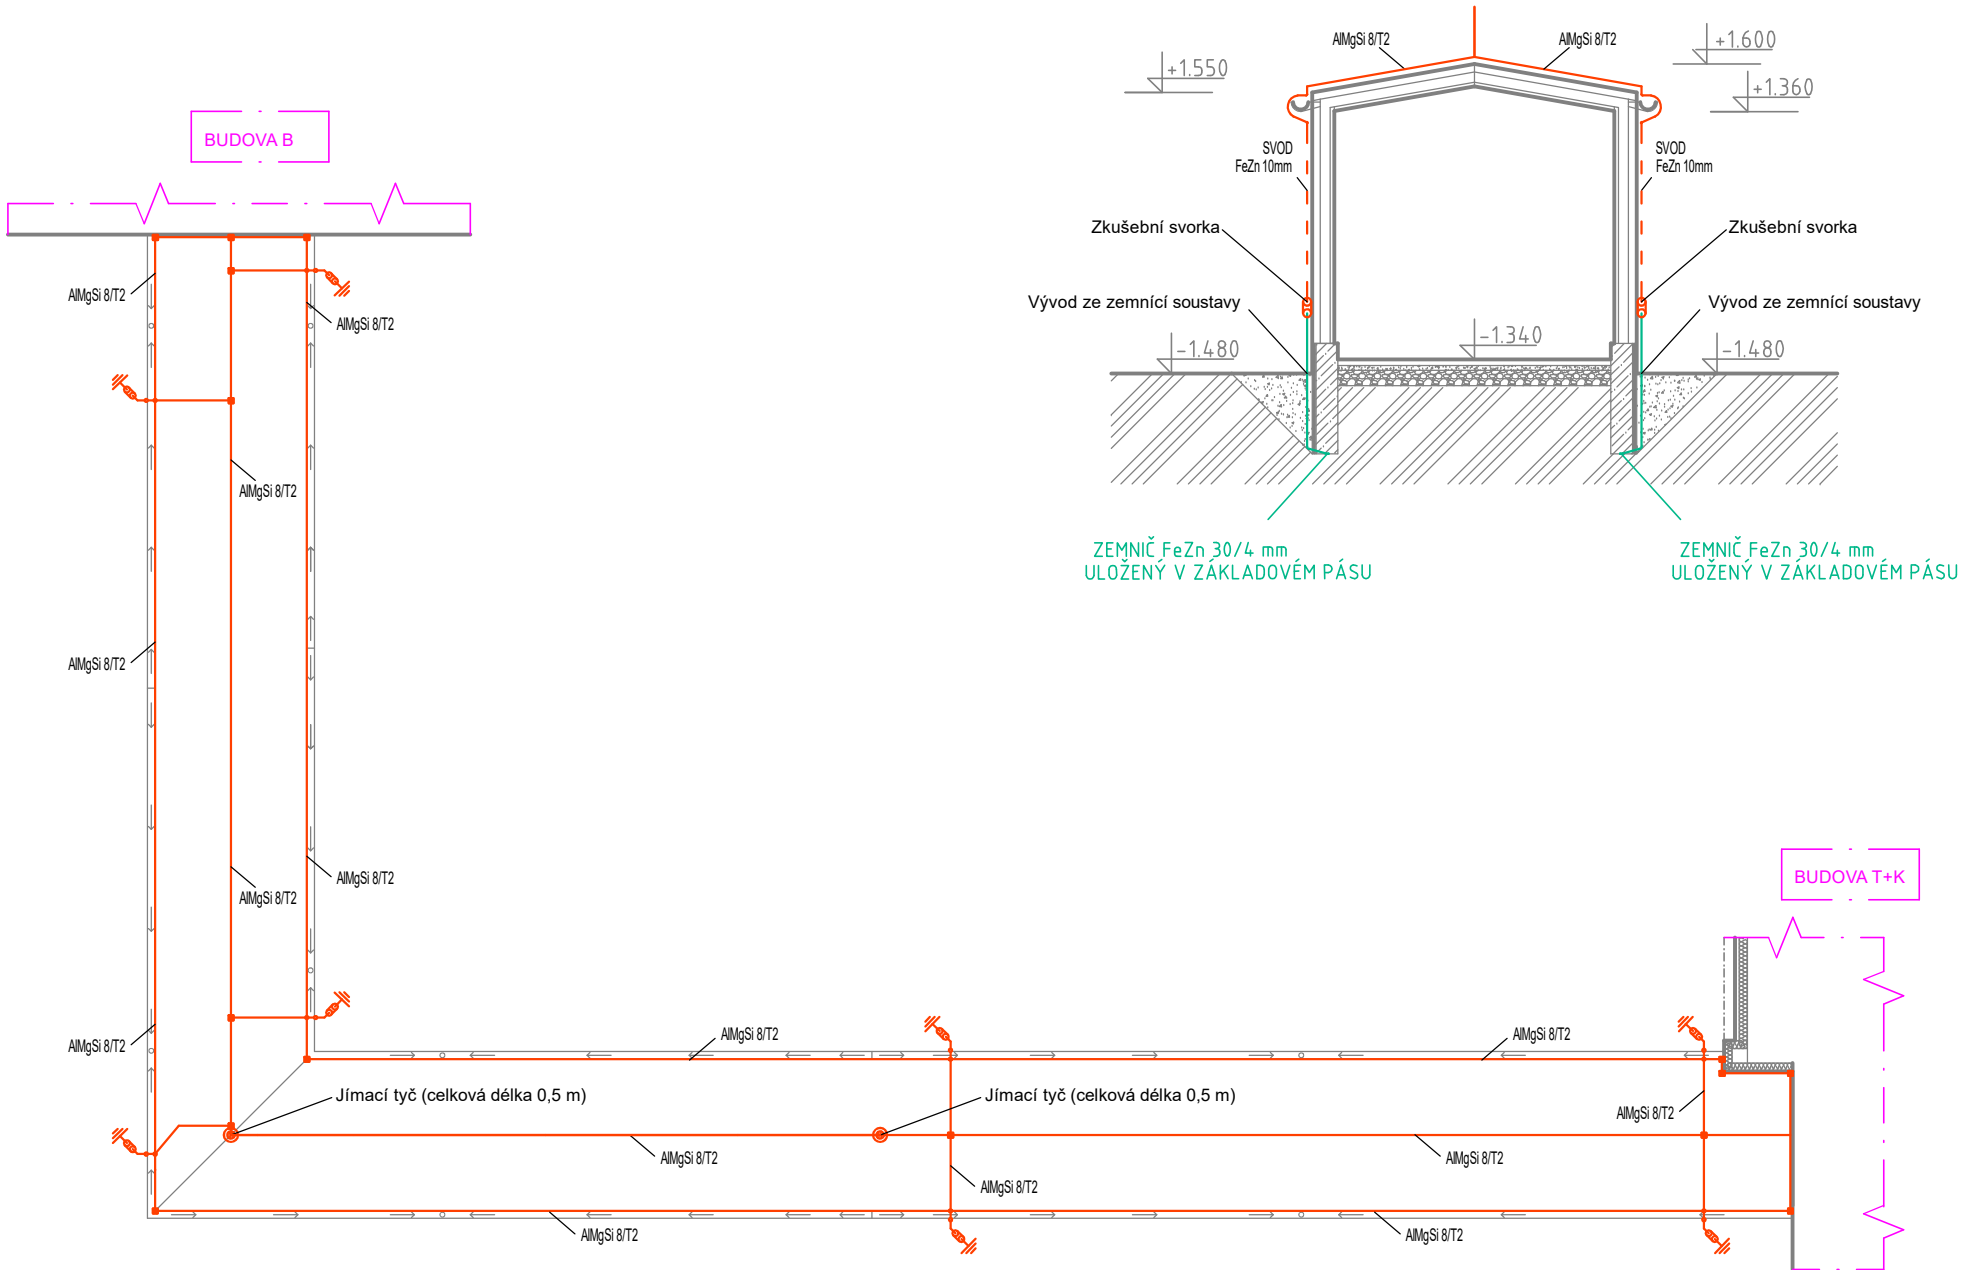 AlMgSi 8/T2
AlMgSi 8/T2
+1.550
+1.600
+1.360
BUDOVA B
SVOD
FeZn 10mm
SVOD
FeZn 10mm
Zkušební svorka
Zkušební svorka
AlMgSi 8/T2
AlMgSi 8/T2
Vývod ze zemnící soustavy
Vývod ze zemnící soustavy
-1.480
-1.340
-1.480
AlMgSi 8/T2
ZEMNIČ FeZn 30/4 mm
ULOŽENÝ V ZÁKLADOVÉM PÁSU
ZEMNIČ FeZn 30/4 mm
ULOŽENÝ V ZÁKLADOVÉM PÁSU
AlMgSi 8/T2
AlMgSi 8/T2
AlMgSi 8/T2
BUDOVA T+K
AlMgSi 8/T2
AlMgSi 8/T2
AlMgSi 8/T2
Jímací tyč (celková délka 0,5 m)
Jímací tyč (celková délka 0,5 m)
AlMgSi 8/T2
AlMgSi 8/T2
AlMgSi 8/T2
AlMgSi 8/T2
AlMgSi 8/T2
AlMgSi 8/T2